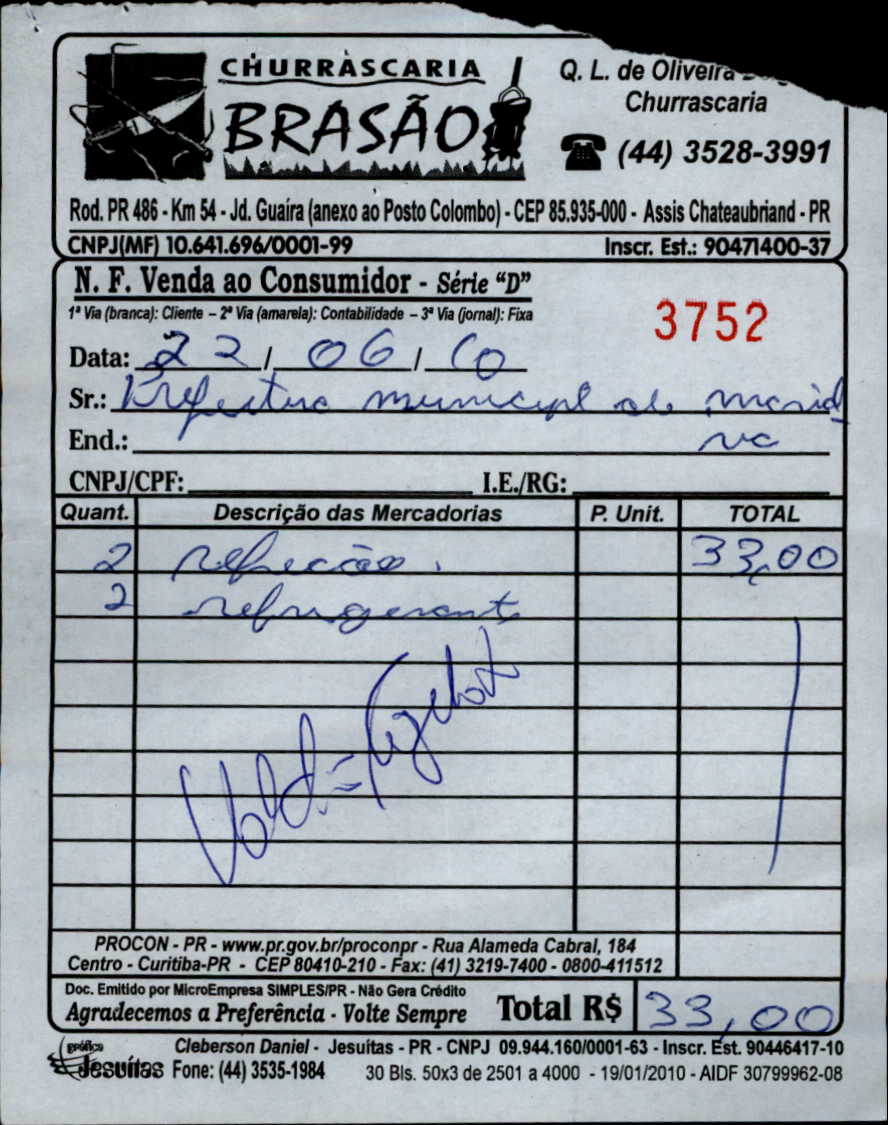 CHURRASCARIA
BRASÃO
Q. L. de Oliveira
Churrascaria
(44) 3528-3991
Rod. PR 486 - Km 54 - Jd. Guaíra (anexo ao Posto Colombo) - CEP 85.935-000 - Assis Chateaubriand - PR
CNPJ(MF) 10.641.696/0001-99 Inscr. Est.: 90471400-37
N. F. Venda ao Consumidor - Série “D”
1ª Via (branca): Cliente – 2ª Via (amarela): Contabilidade – 3ª Via (jornal): Fixa
3752
Data: 22 / 06 / 10
Sr.: Prefeitura municipal de
End.:
CNPJ/CPF: I.E./RG:
Quant. Descrição das Mercadorias P. Unit. TOTAL
2 refeicão. 33,00
2 refrigerant
PROCON - PR - www.pr.gov.br/proconpr - Rua Alameda Cabral, 184
Centro - Curitiba-PR - CEP 80410-210 - Fax: (41) 3219-7400 - 0800-411512
Doc. Emitido por MicroEmpresa SIMPLES/PR - Não Gera Crédito
Agradecemos a Preferência - Volte Sempre Total R$ 33,00
gráfica
Jesuítas
Cleberson Daniel - Jesuítas - PR - CNPJ 09.944.160/0001-63 - Inscr. Est. 90446417-10
Fone: (44) 3535-1984 30 Bls. 50x3 de 2501 a 4000 - 19/01/2010 - AIDF 30799962-08